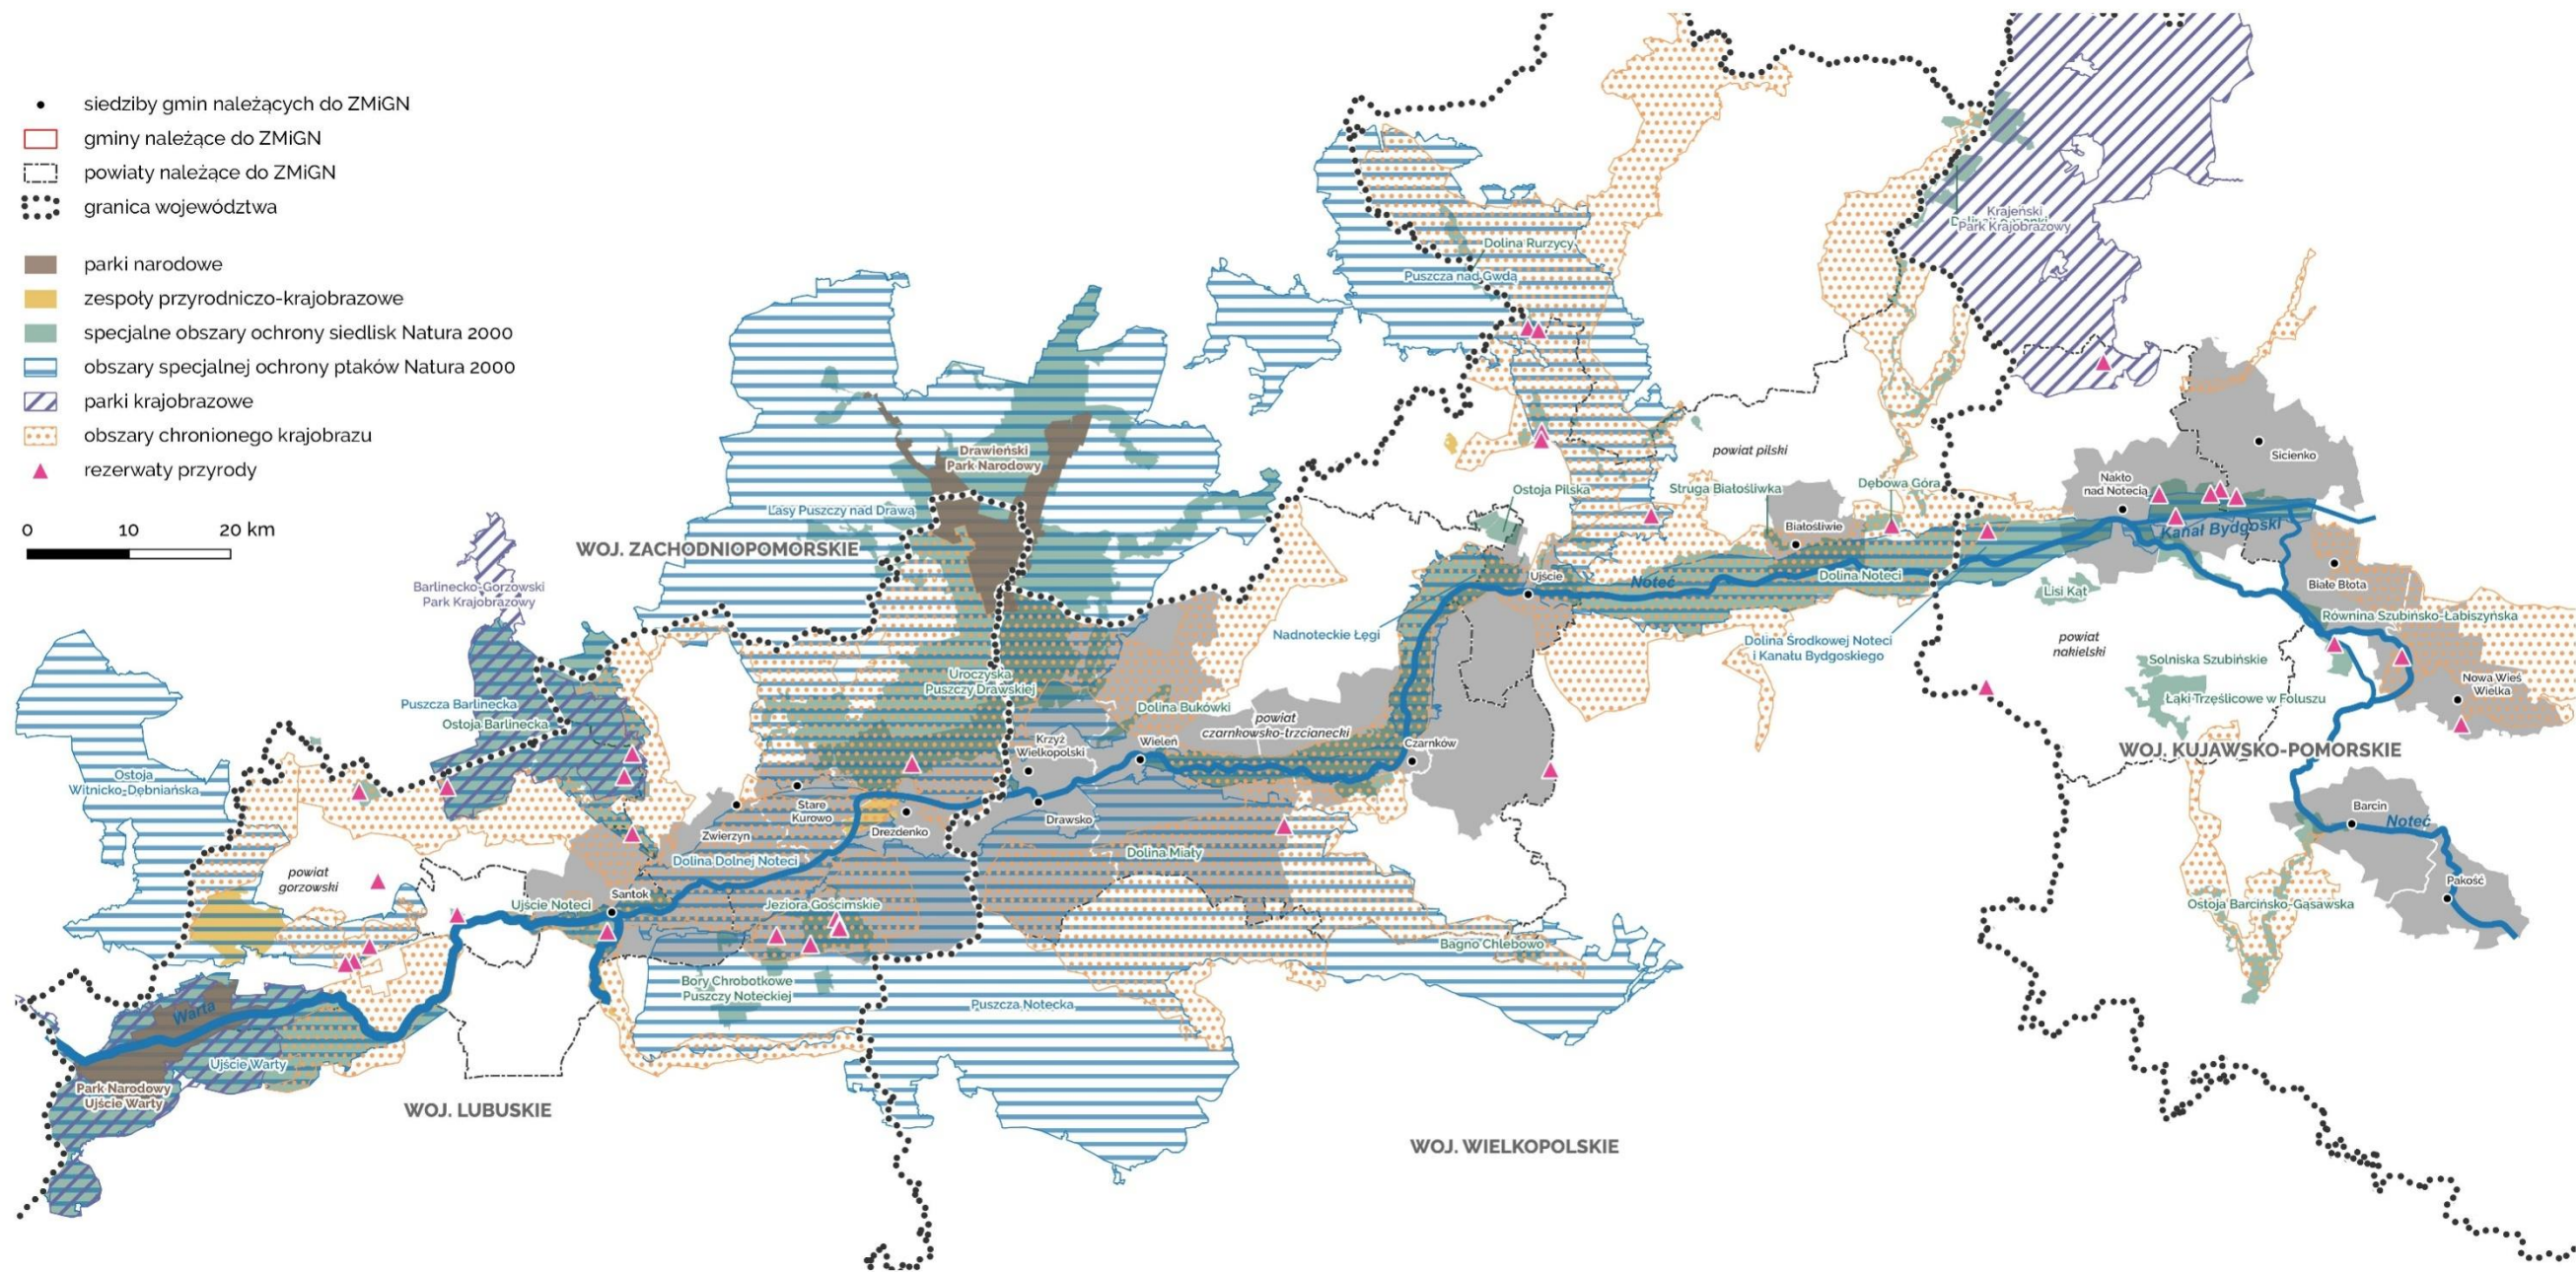 siedziby gmin należących do ZMiGN
gminy należące do ZMiGN
powiaty należące do ZMiGN
granica województwa
parki narodowe
zespoły przyrodniczo-krajobrazowe
specjalne obszary ochrony siedlisk Natura 2000
obszary specjalnej ochrony ptaków Natura 2000
parki krajobrazowe
obszary chronionego krajobrazu
rezerwaty przyrody
0 10 20 km
Krajeński
Park Krajobrazowy
Dolina Rurzycy
Puszcza nad Gwdą
Drawieński
Park Narodowy
powiat pilski
Sicienko
Nakło
nad Notecią
Dębowa Góra
Ostoja Pilska
Struga Białośliwka
Lasy Puszczy nad Drawą
Białośliwie
Kanał Bydgoski
WOJ. ZACHODNIOPOMORSKIE
Ujście
Noteć
Dolina Noteci
Białe Błota
Barlinecko-Gorzowski
Park Krajobrazowy
Lisi Kąt
Równina Szubińsko-Łabiszyńska
Nadnoteckie Łęgi
Dolina Środkowej Noteci
i Kanału Bydgoskiego
powiat
nakielski
Solniska Szubińskie
Uroczyska
Puszczy Drawskiej
Nowa Wieś
Wielka
Łąki Trzęślicowe w Foluszu
Puszcza Barlinecka
Ostoja Barlinecka
Dolina Bukówki
powiat
czarnkowsko-trzcianecki
Krzyż
Wielkopolski
Wieleń
Czarnków
WOJ. KUJAWSKO-POMORSKIE
Ostoja
Witnicko-Dębniańska
Stare
Kurowo
Barcin
Noteć
Zwierzyn
Drezdenko
Drawsko
Dolina Dolnej Noteci
Dolina Miały
powiat
gorzowski
Pakość
Santok
Ujście Noteci
Jeziora Gościmskie
Ostoja Barcińsko-Gąsawska
Bagno Chlebowo
Bory Chrobotkowe
Puszczy Noteckiej
Puszcza Notecka
Warta
Ujście Warty
Park Narodowy
Ujście Warty
WOJ. LUBUSKIE
WOJ. WIELKOPOLSKIE